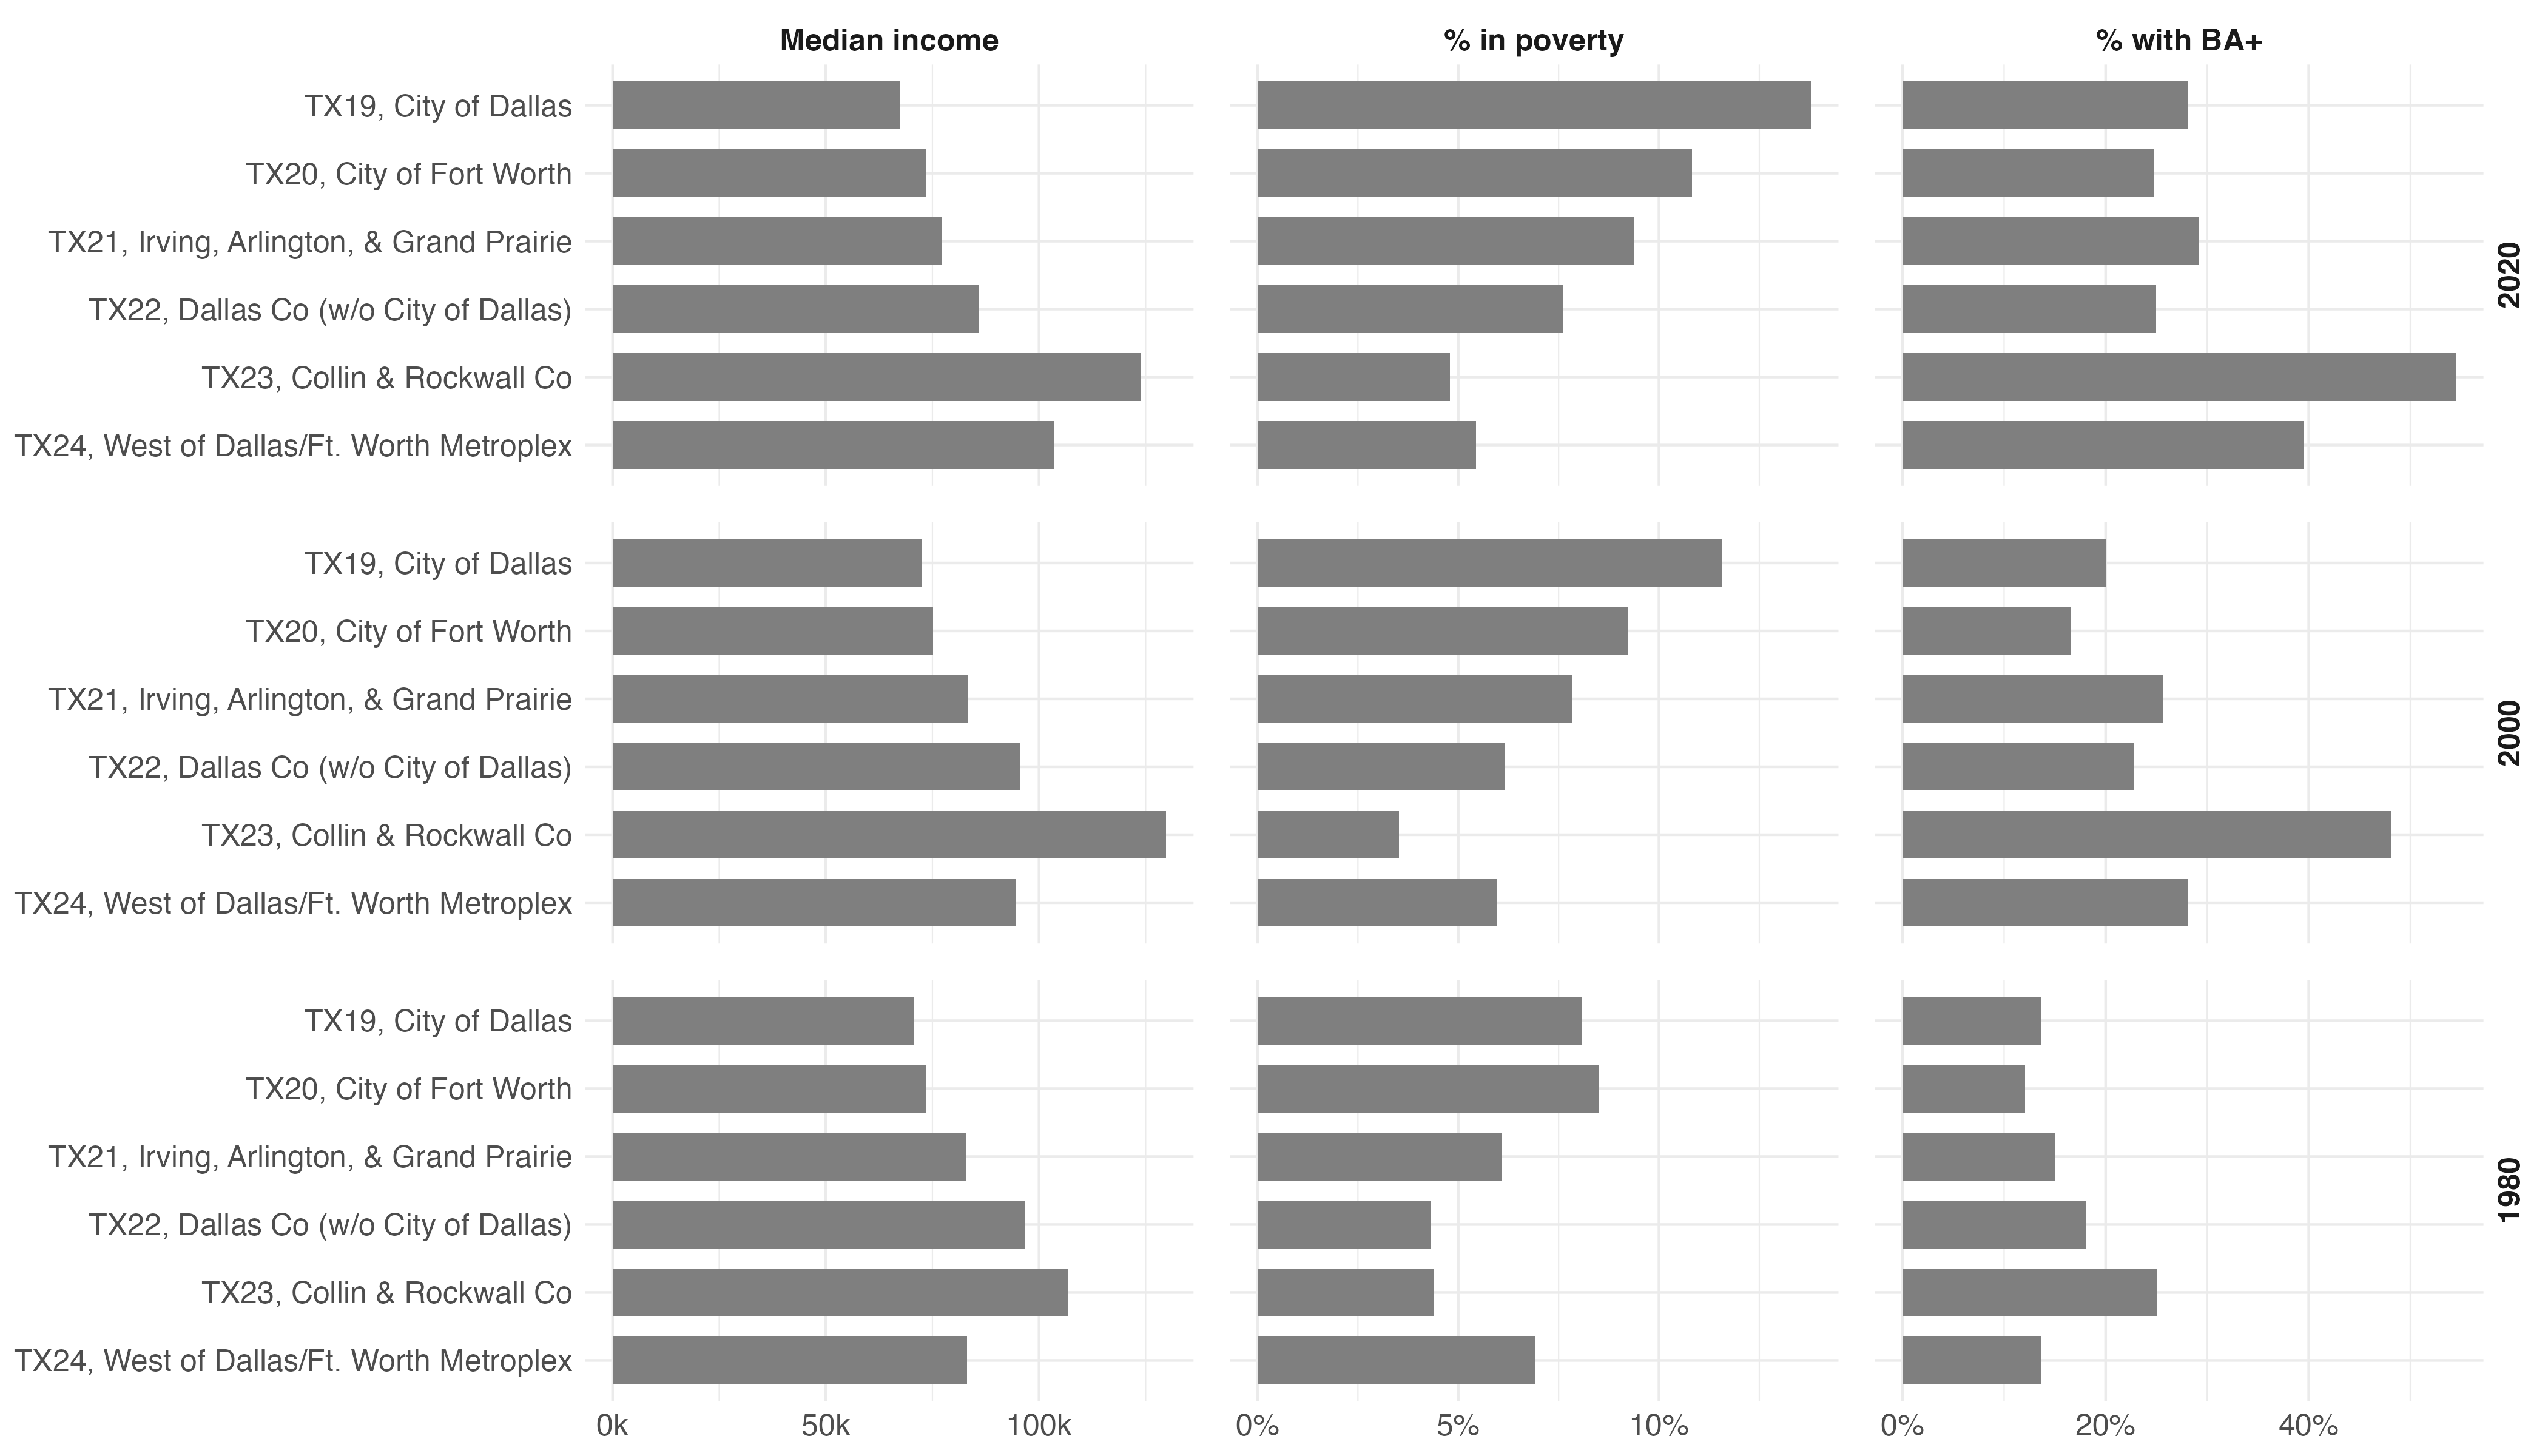 Median income % in poverty % with BA+
TX19, City of Dallas
TX20, City of Fort Worth
TX21, Irving, Arlington, & Grand Prairie
TX22, Dallas Co (w/o City of Dallas)
TX23, Collin & Rockwall Co
TX24, West of Dallas/Ft. Worth Metroplex
2020
TX19, City of Dallas
TX20, City of Fort Worth
TX21, Irving, Arlington, & Grand Prairie
TX22, Dallas Co (w/o City of Dallas)
TX23, Collin & Rockwall Co
TX24, West of Dallas/Ft. Worth Metroplex
2000
TX19, City of Dallas
TX20, City of Fort Worth
TX21, Irving, Arlington, & Grand Prairie
TX22, Dallas Co (w/o City of Dallas)
TX23, Collin & Rockwall Co
TX24, West of Dallas/Ft. Worth Metroplex
1980
0k 50k 100k 0% 5% 10% 0% 20% 40%